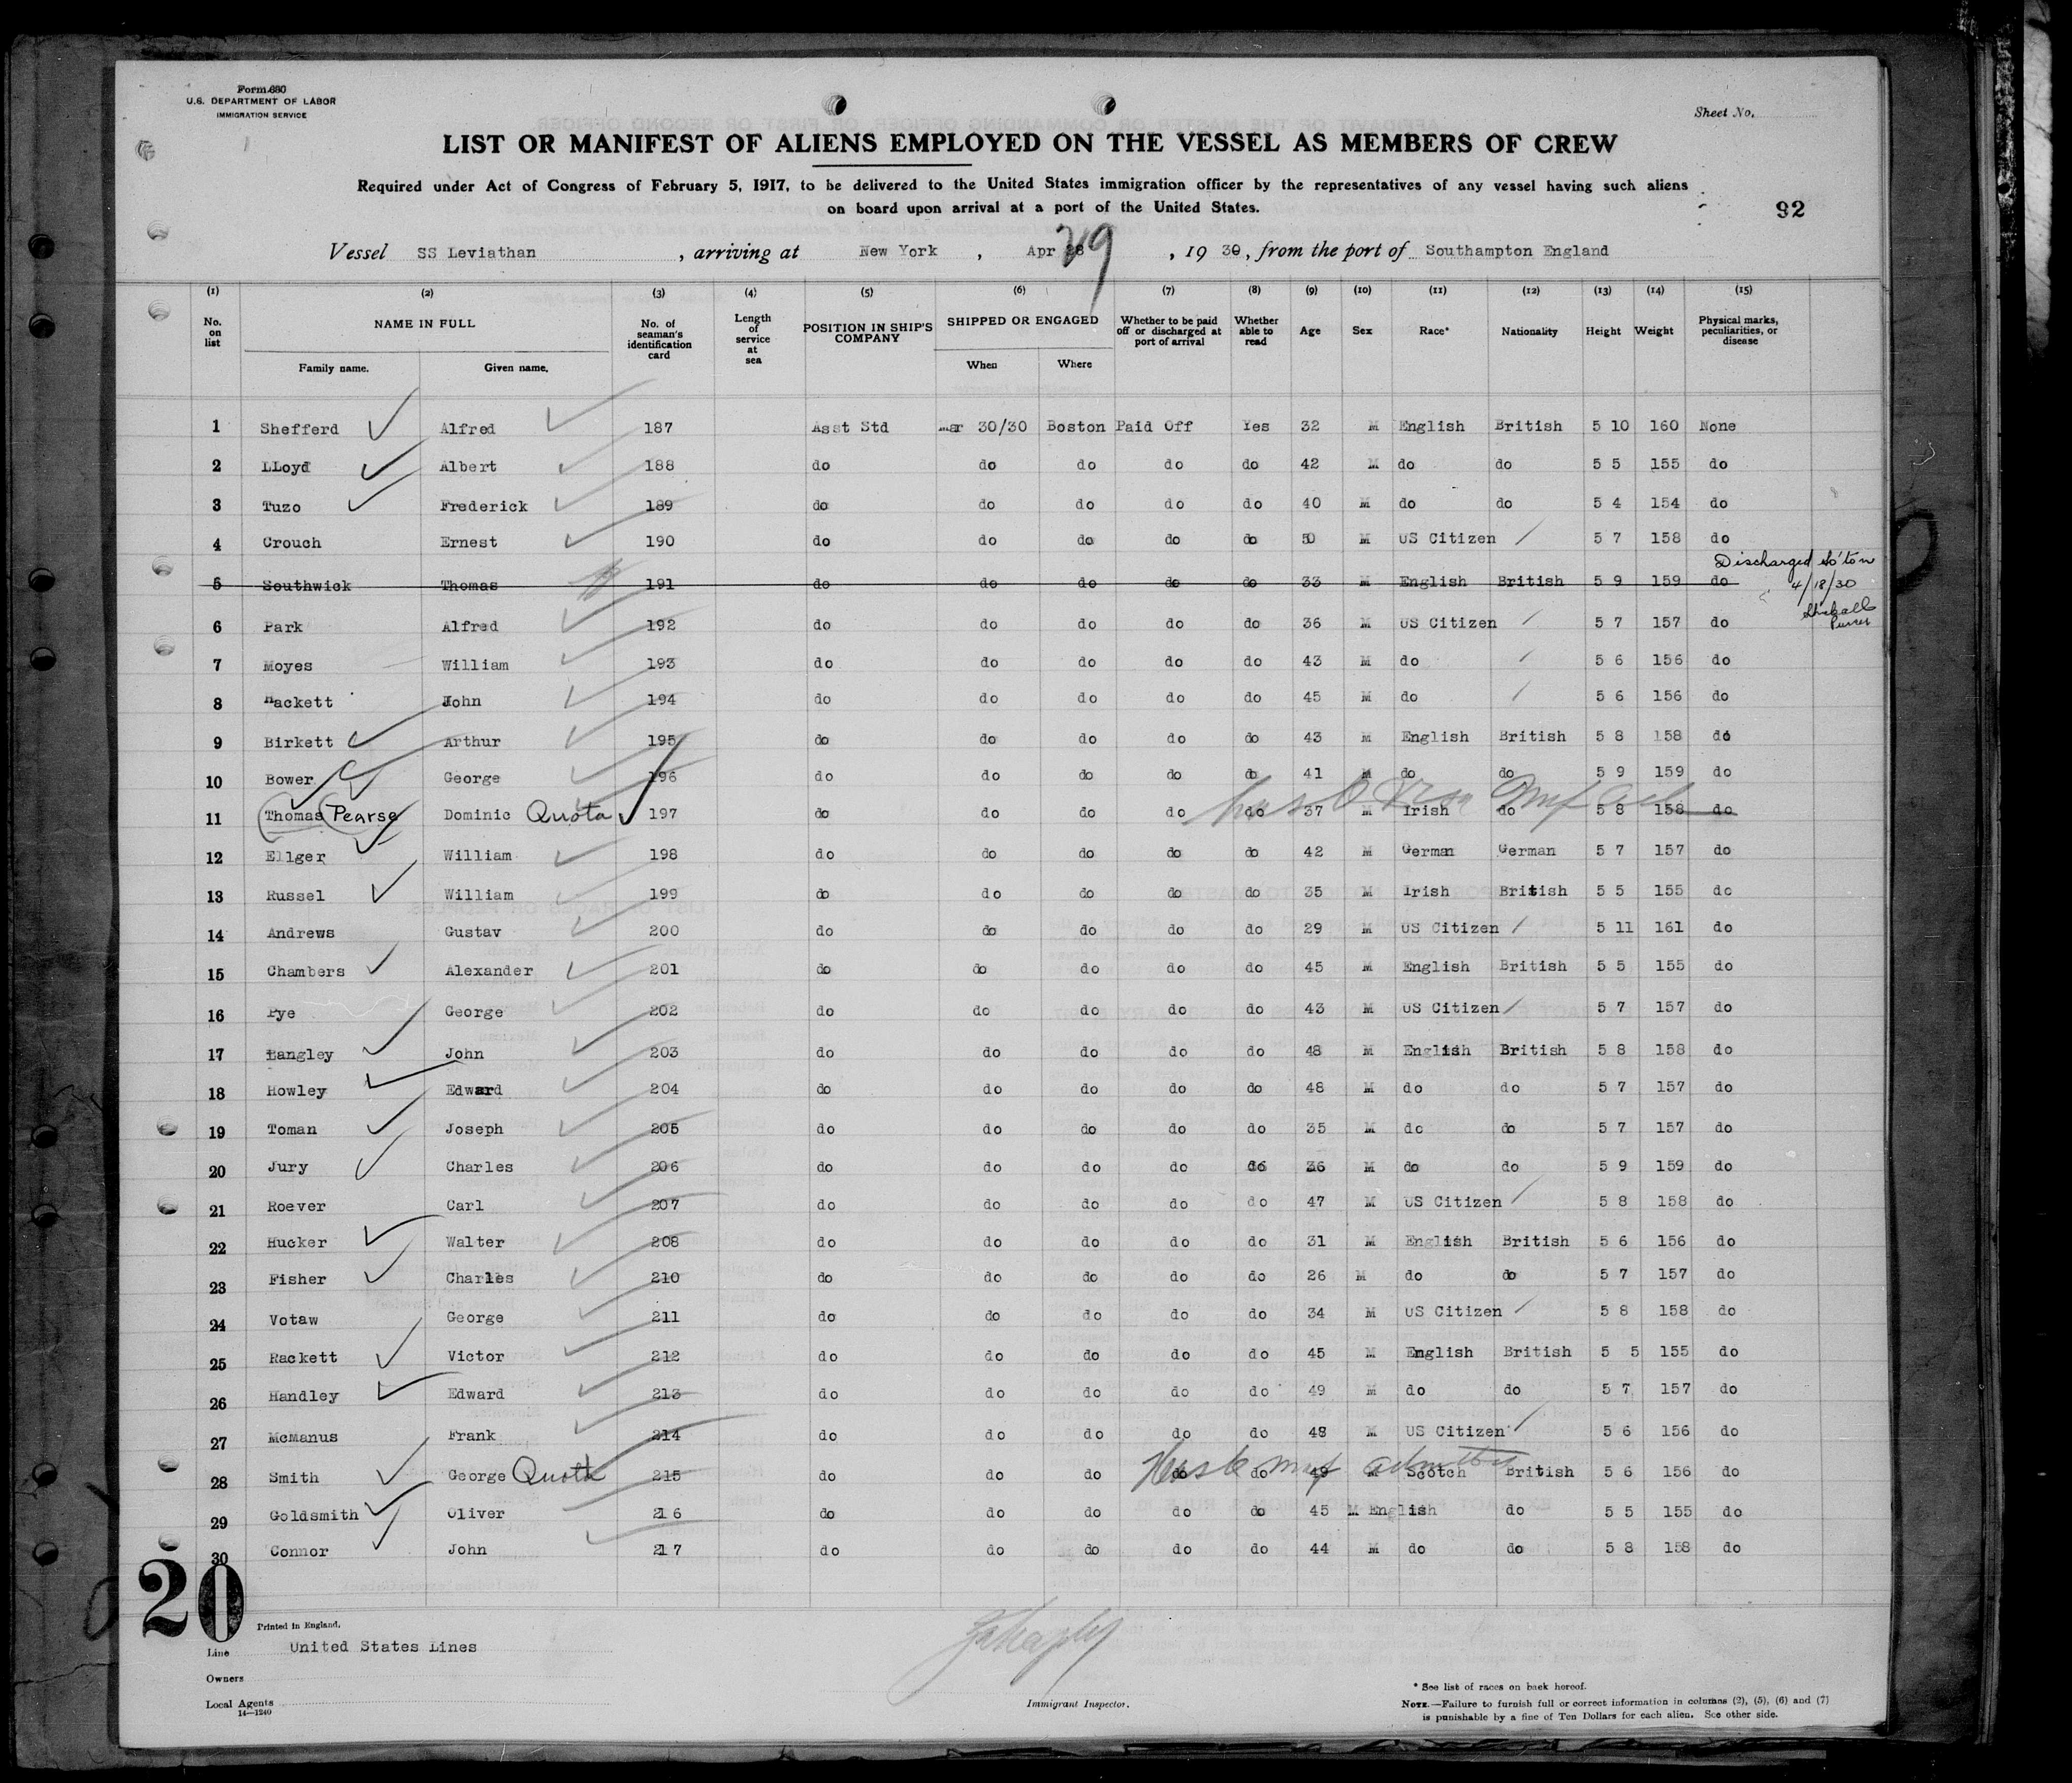 Form 680
U.S. DEPARTMENT OF LABOR
IMMIGRATION SERVICE
Sheet No.
LIST OR MANIFEST OF ALIENS EMPLOYED ON THE VESSEL AS MEMBERS OF CREW
Required under Act of Congress of February 5, 1917, to be delivered to the United States immigration officer by the representatives of any vessel having such aliens
on board upon arrival at a port of the United States.
92
Vessel SS Leviathan, arriving at New York, Apr 29, 1930, from the port of Southampton England
(1) (2) (3) (4) (5) (6) (7) (8) (9) (10) (11) (12) (13) (14) (15)
No. on list NAME IN FULL Family name. Given name. No. of seaman's identification card Length of service at sea POSITION IN SHIP'S COMPANY SHIPPED OR ENGAGED When Where Whether to be paid off or discharged at port of arrival Whether able to read Age Sex Race* Nationality Height Weight Physical marks, peculiarities, or disease
1 Shefferd Alfred 187 Asst Std Mar 30/30 Boston Paid Off Yes 32 M English British 5 10 160 None
2 LLoyd Albert 188 do do do do do 42 M do do 5 5 155 do
3 Tuzo Frederick 189 do do do do do 40 M do do 5 4 154 do
4 Crouch Ernest 190 do do do do do 50 M US Citizen 5 7 158 do
5 Southwick Thomas 191 do do do do do 33 M English British 5 9 159 do Discharged So'ton 4/18/30
6 Park Alfred 192 do do do do do 36 M US Citizen 5 7 157 do
7 Moyes William 193 do do do do do 43 M do 5 6 156 do
8 Hackett John 194 do do do do do 45 M do 5 6 156 do
9 Birkett Arthur 195 do do do do do 43 M English British 5 8 158 do
10 Bower George 196 do do do do do 41 M do do 5 9 159 do
11 Thomas Pearse Dominic Quota 197 do do do do do 37 M Irish do 5 8 158 do
12 Ellger William 198 do do do do do 42 M German German 5 7 157 do
13 Russel William 199 do do do do do 35 M Irish British 5 5 155 do
14 Andrews Gustav 200 do do do do do 29 M US Citizen 5 11 161 do
15 Chambers Alexander 201 do do do do do 45 M English British 5 5 155 do
16 Pye George 202 do do do do do 43 M US Citizen 5 7 157 do
17 Langley John 203 do do do do do 48 M English British 5 8 158 do
18 Howley Edward 204 do do do do do 48 M do do 5 7 157 do
19 Toman Joseph 205 do do do do do 35 M do do 5 7 157 do
20 Jury Charles 206 do do do do do 36 M do do 5 9 159 do
21 Roever Carl 207 do do do do do 47 M US Citizen 5 8 158 do
22 Hucker Walter 208 do do do do do 31 M English British 5 6 156 do
23 Fisher Charles 210 do do do do do 26 M do do 5 7 157 do
24 Votaw George 211 do do do do do 34 M US Citizen 5 8 158 do
25 Rackett Victor 212 do do do do do 45 M English British 5 5 155 do
26 Handley Edward 213 do do do do do 49 M do do 5 7 157 do
27 McManus Frank 214 do do do do do 48 M US Citizen 5 6 156 do
28 Smith George Quota 215 do do do do do 49 M Scotch British 5 6 156 do
29 Goldsmith Oliver 216 do do do do do 45 M English do 5 5 155 do
30 Connor John 217 do do do do do 44 M do do 5 8 158 do
20
Printed in England.
Line United States Lines
Owners
Local Agents
14—1240
Immigrant Inspector.
* See list of races on back hereof.
NOTE.—Failure to furnish full or correct information in columns (2), (5), (6) and (7)
is punishable by a fine of Ten Dollars for each alien. See other side.